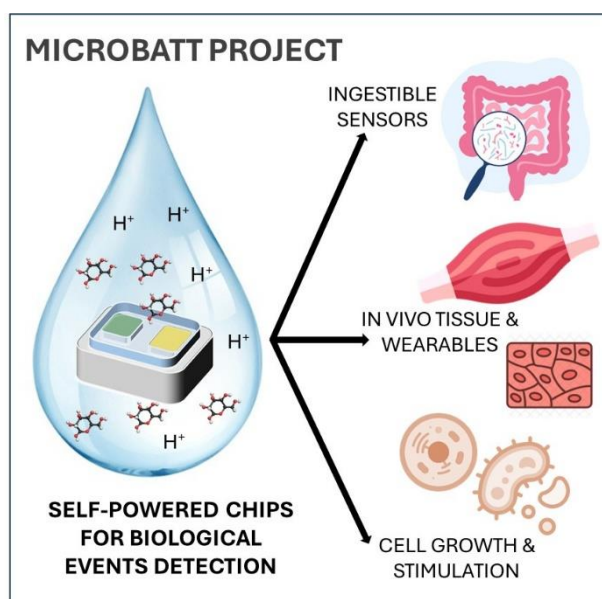 MICROBATT PROJECT
INGESTIBLE
SENSORS
H⁺
H⁺
H⁺
H⁺
H⁺
IN VIVO TISSUE &
WEARABLES
SELF-POWERED CHIPS
FOR BIOLOGICAL
EVENTS DETECTION
CELL GROWTH &
STIMULATION